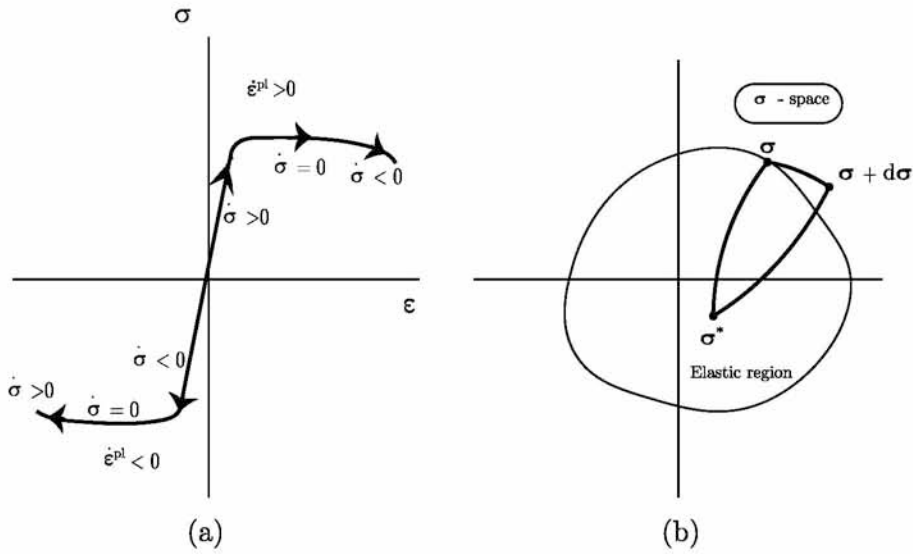 σ
ε̇ᵖˡ >0
σ̇ = 0
σ̇ < 0
σ̇ >0
ε
σ̇ < 0
σ̇ >0
σ̇ = 0
ε̇ᵖˡ < 0
(a)
σ - space
σ
σ + dσ
σ*
Elastic region
(b)